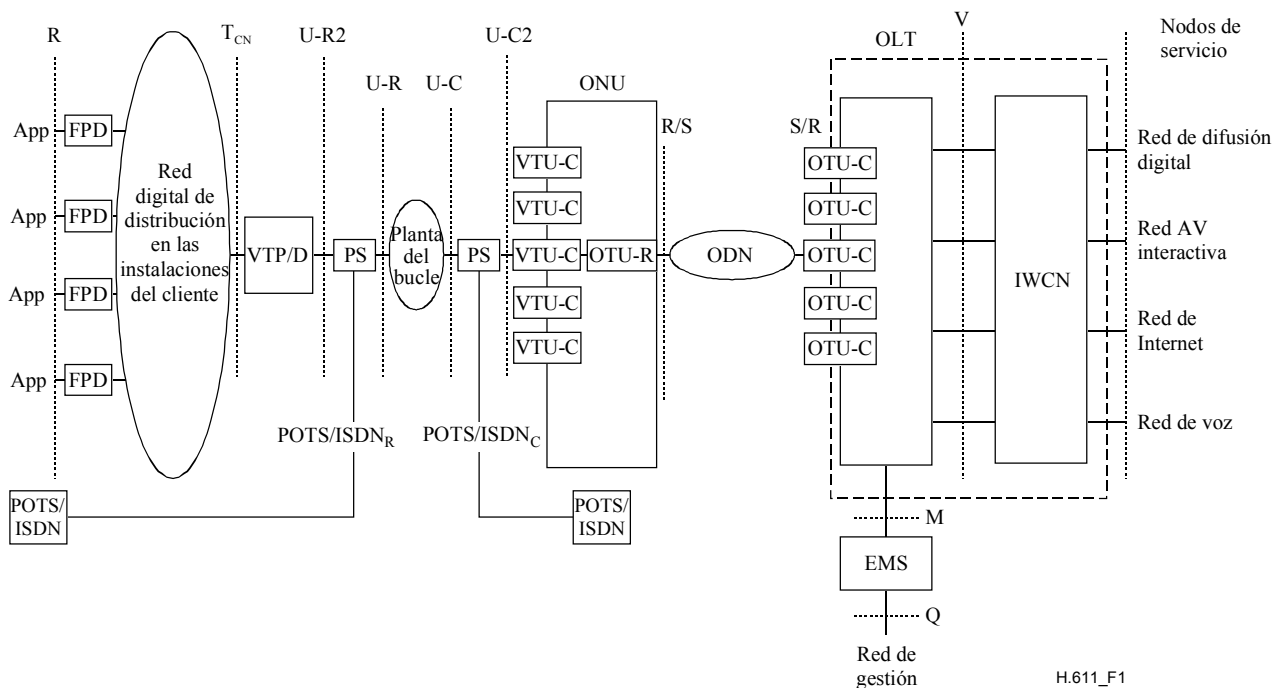 R
T_CN
U-R2
U-R
U-C
U-C2
ONU
R/S
S/R
OLT
V
Nodos de
servicio
App
FPD
App
FPD
App
FPD
App
FPD
Red
digital de
distribución
en las
instalaciones
del cliente
VTP/D
PS
Planta
del
bucle
PS
VTU-C
VTU-C
VTU-C
VTU-C
VTU-C
OTU-R
ODN
OTU-C
OTU-C
OTU-C
OTU-C
OTU-C
IWCN
Red de difusión
digital
Red AV
interactiva
Red de
Internet
Red de voz
POTS/ISDN_R
POTS/ISDN_C
POTS/
ISDN
POTS/
ISDN
M
EMS
Q
Red de
gestión
H.611_F1